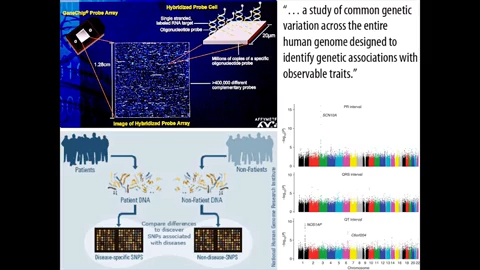 GeneChip® Probe Array
Hybridized Probe Cell
Single stranded,
labeled RNA target
Oligonucleotide probe
20µm
1.28cm
Millions of copies of a specific
oligonucleotide probe
>400,000 different
complementary probes
Image of Hybridized Probe Array
Patients
Non-Patients
Patient DNA
Non-Patient DNA
Compare differences to
discover
SNPs associated
with diseases
Disease-specific SNPS
Non-disease-SNPS
National Human Genome Research Institute
“. . . a study of common genetic
variation across the entire
human genome designed to
identify genetic associations with
observable traits.”
PR interval
SCN10A
QRS interval
QT interval
NOS1AP
Chromosome